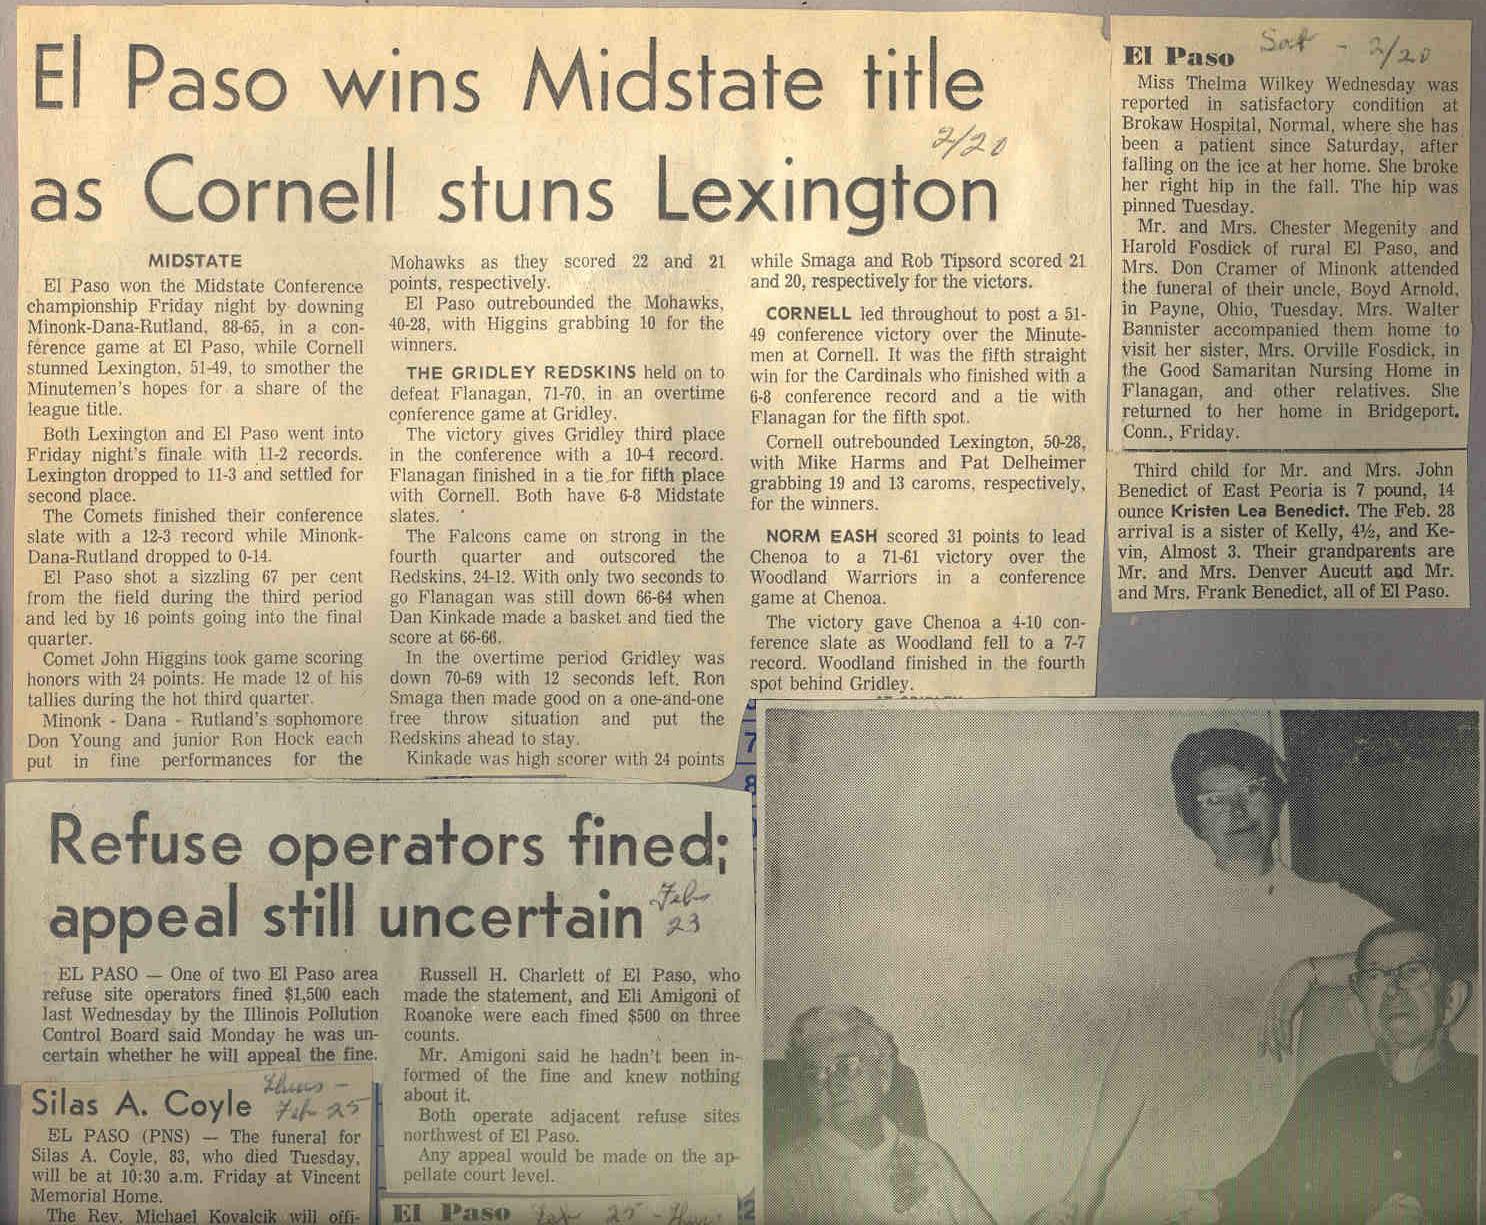 El Paso wins Midstate title
as Cornell stuns Lexington
2/20
MIDSTATE
El Paso won the Midstate Conference
championship Friday night by downing
Minonk-Dana-Rutland, 88-65, in a con-
ference game at El Paso, while Cornell
stunned Lexington, 51-49, to smother the
Minutemen's hopes for a share of the
league title.
Both Lexington and El Paso went into
Friday night's finale with 11-2 records.
Lexington dropped to 11-3 and settled for
second place.
The Comets finished their conference
slate with a 12-3 record while Minonk-
Dana-Rutland dropped to 0-14.
El Paso shot a sizzling 67 per cent
from the field during the third period
and led by 16 points going into the final
quarter.
Comet John Higgins took game scoring
honors with 24 points. He made 12 of his
tallies during the hot third quarter.
Minonk - Dana - Rutland's sophomore
Don Young and junior Ron Hock each
put in fine performances for the
Mohawks as they scored 22 and 21
points, respectively.
El Paso outrebounded the Mohawks,
40-28, with Higgins grabbing 10 for the
winners.
THE GRIDLEY REDSKINS held on to
defeat Flanagan, 71-70, in an overtime
conference game at Gridley.
The victory gives Gridley third place
in the conference with a 10-4 record.
Flanagan finished in a tie for fifth place
with Cornell. Both have 6-8 Midstate
slates.
The Falcons came on strong in the
fourth quarter and outscored the
Redskins, 24-12. With only two seconds to
go Flanagan was still down 66-64 when
Dan Kinkade made a basket and tied the
score at 66-66.
In the overtime period Gridley was
down 70-69 with 12 seconds left. Ron
Smaga then made good on a one-and-one
free throw situation and put the
Redskins ahead to stay.
Kinkade was high scorer with 24 points
while Smaga and Rob Tipsord scored 21
and 20, respectively for the victors.
CORNELL led throughout to post a 51-
49 conference victory over the Minute-
men at Cornell. It was the fifth straight
win for the Cardinals who finished with a
6-8 conference record and a tie with
Flanagan for the fifth spot.
Cornell outrebounded Lexington, 50-28,
with Mike Harms and Pat Delheimer
grabbing 19 and 13 caroms, respectively,
for the winners.
NORM EASH scored 31 points to lead
Chenoa to a 71-61 victory over the
Woodland Warriors in a conference
game at Chenoa.
The victory gave Chenoa a 4-10 con-
ference slate as Woodland fell to a 7-7
record. Woodland finished in the fourth
spot behind Gridley.
El Paso Sat - 2/20
Miss Thelma Wilkey Wednesday was
reported in satisfactory condition at
Brokaw Hospital, Normal, where she has
been a patient since Saturday, after
falling on the ice at her home. She broke
her right hip in the fall. The hip was
pinned Tuesday.
Mr. and Mrs. Chester Megenity and
Harold Fosdick of rural El Paso, and
Mrs. Don Cramer of Minonk attended
the funeral of their uncle, Boyd Arnold,
in Payne, Ohio, Tuesday. Mrs. Walter
Bannister accompanied them home to
visit her sister, Mrs. Orville Fosdick, in
the Good Samaritan Nursing Home in
Flanagan, and other relatives. She
returned to her home in Bridgeport,
Conn., Friday.
Third child for Mr. and Mrs. John
Benedict of East Peoria is 7 pound, 14
ounce Kristen Lea Benedict. The Feb. 28
arrival is a sister of Kelly, 4½, and Ke-
vin, Almost 3. Their grandparents are
Mr. and Mrs. Denver Aucutt and Mr.
and Mrs. Frank Benedict, all of El Paso.
7
8
Refuse operators fined;
appeal still uncertain
Feb
23
EL PASO — One of two El Paso area
refuse site operators fined $1,500 each
last Wednesday by the Illinois Pollution
Control Board said Monday he was un-
certain whether he will appeal the fine.
Russell H. Charlett of El Paso, who
made the statement, and Eli Amigoni of
Roanoke were each fined $500 on three
counts.
Mr. Amigoni said he hadn't been in-
formed of the fine and knew nothing
about it.
Both operate adjacent refuse sites
northwest of El Paso.
Any appeal would be made on the ap-
pellate court level.
Silas A. Coyle
Thurs -
Feb 25
EL PASO (PNS) — The funeral for
Silas A. Coyle, 83, who died Tuesday,
will be at 10:30 a.m. Friday at Vincent
Memorial Home.
The Rev. Michael Kovalcik will offi-
El Paso Feb 25 - Thurs